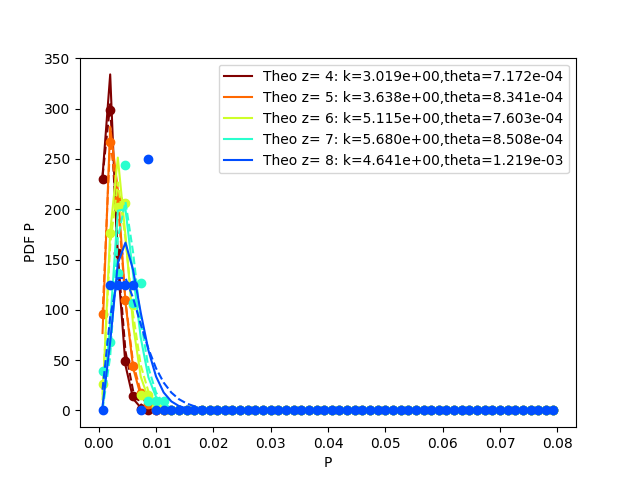 350
300
250
200
150
100
50
0
PDF P
Theo z= 4: k=3.019e+00,theta=7.172e-04
Theo z= 5: k=3.638e+00,theta=8.341e-04
Theo z= 6: k=5.115e+00,theta=7.603e-04
Theo z= 7: k=5.680e+00,theta=8.508e-04
Theo z= 8: k=4.641e+00,theta=1.219e-03
0.00 0.01 0.02 0.03 0.04 0.05 0.06 0.07 0.08
P